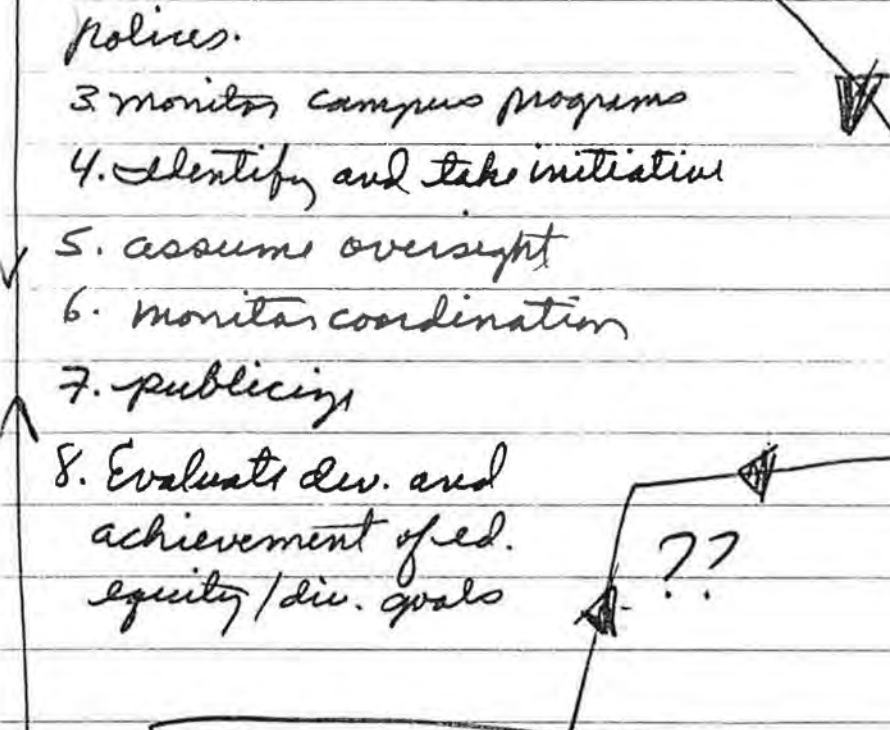 polices.
3. monitor campus programs
4. Identify and take initiative
5. assume oversight
6. monitor coordination
7. publicize
8. Evaluate dev. and
achievement of ed.
equity/div. goals
??